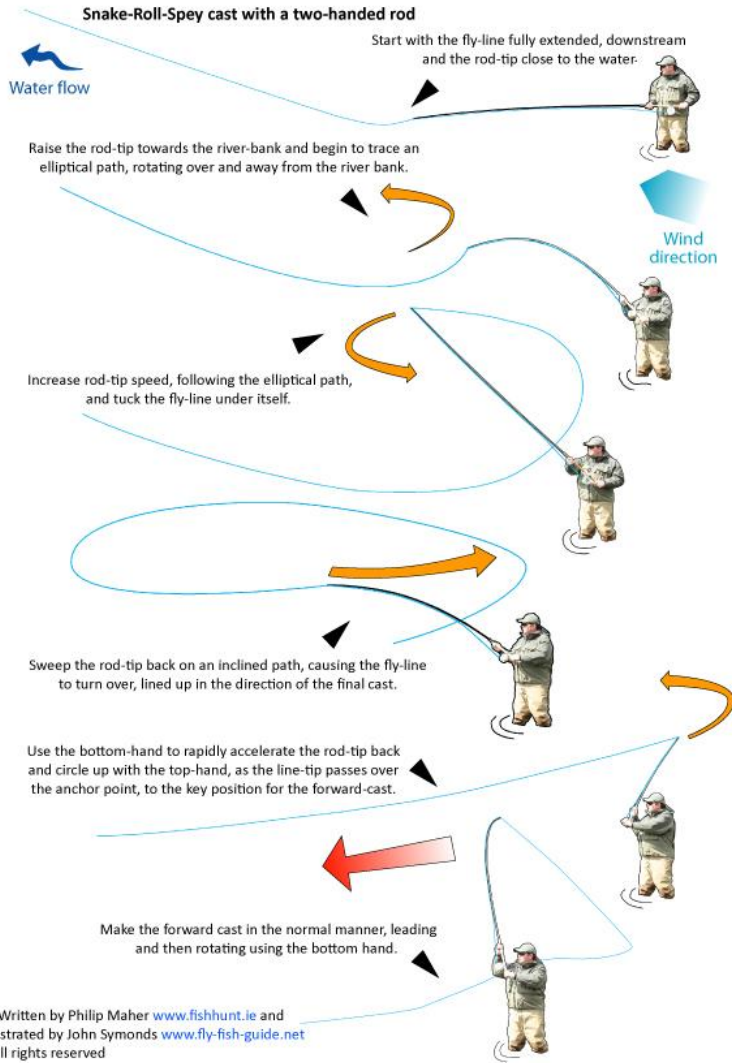 Snake-Roll-Spey cast with a two-handed rod
Water flow
Start with the fly-line fully extended, downstream
and the rod-tip close to the water.
Raise the rod-tip towards the river-bank and begin to trace an
elliptical path, rotating over and away from the river bank.
Wind
direction
Increase rod-tip speed, following the elliptical path,
and tuck the fly-line under itself.
Sweep the rod-tip back on an inclined path, causing the fly-line
to turn over, lined up in the direction of the final cast.
Use the bottom-hand to rapidly accelerate the rod-tip back
and circle up with the top-hand, as the line-tip passes over
the anchor point, to the key position for the forward-cast.
Make the forward cast in the normal manner, leading
and then rotating using the bottom hand.
Written by Philip Maher www.fishhunt.ie and
strated by John Symonds www.fly-fish-guide.net
ll rights reserved